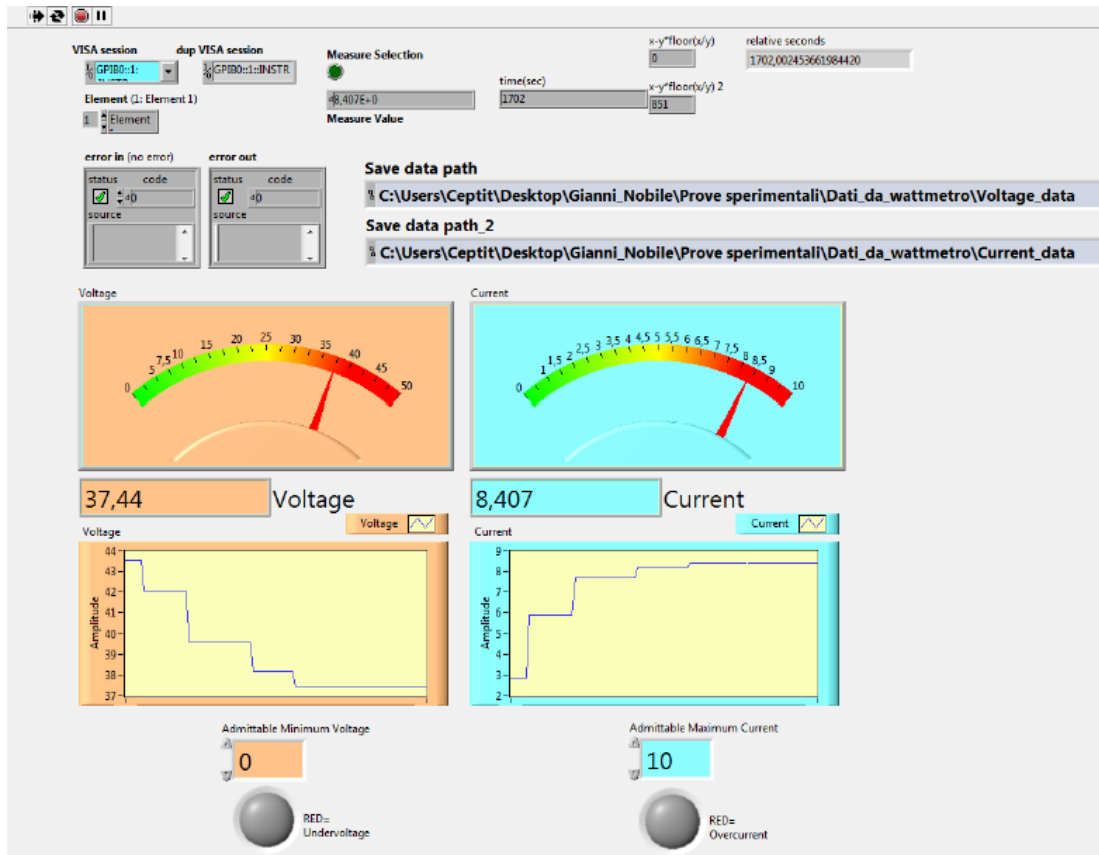 VISA session
dup VISA session
GPIB0::1:
GPIB0::1::INSTR
Element (1: Element 1)
1 Element
Measure Selection
8,407E+0
Measure Value
time(sec)
1702
x-y*floor(x/y)
0
x-y*floor(x/y) 2
851
relative seconds
1702,002453661984420
error in (no error)
status code
d0
source
error out
status code
d0
source
Save data path
C:\Users\Ceptit\Desktop\Gianni_Nobile\Prove sperimentali\Dati_da_wattmetro\Voltage_data
Save data path_2
C:\Users\Ceptit\Desktop\Gianni_Nobile\Prove sperimentali\Dati_da_wattmetro\Current_data
Voltage
0 5 7,5 10 15 20 25 30 35 40 45 50
37,44 Voltage
Voltage
Voltage
Amplitude
44
43
42
41
40
39
38
37
Current
0 1 1,5 2 2,5 3 3,5 4 4,5 5 5,5 6 6,5 7 7,5 8 8,5 9 10
8,407 Current
Current
Current
Amplitude
9
8
7
6
5
4
3
2
Admittable Minimum Voltage
0
RED=
Undervoltage
Admittable Maximum Current
10
RED=
Overcurrent